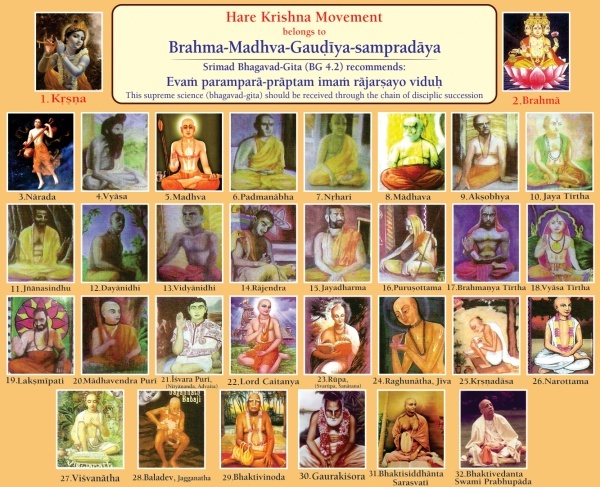 Hare Krishna Movement
belongs to
Brahma-Madhva-Gauḍīya-sampradāya
Srimad Bhagavad-Gita (BG 4.2) recommends:
Evaṁ paramparā-prāptam imaṁ rājarṣayo viduḥ
This supreme science (bhagavad-gita) should be received through the chain of disciplic succession
1.Kṛṣṇa
2.Brahmā
3.Nārada
4.Vyāsa
5.Madhva
6.Padmanābha
7.Nṛhari
8.Mādhava
9.Akṣobhya
10.Jaya Tīrtha
11.Jñānasindhu
12.Dayānidhi
13.Vidyānidhi
14.Rājendra
15.Jayadharma
16.Puruṣottama
17.Brahmanya Tīrtha
18.Vyāsa Tīrtha
19.Lakṣmīpati
20.Mādhavendra Purī
21.Īśvara Purī,
(Nityānanda, Advaita)
22.Lord Caitanya
23.Rūpa,
(Svarūpa, Sanātana)
24.Raghunātha, Jīva
25.Kṛṣṇadāsa
26.Narottama
27.Viśvanātha
Jagannath
Babaji
28.Baladev, Jagganatha
29.Bhaktivinoda
30.Gaurakisora
31.Bhaktisiddhānta
Sarasvatī
32.Bhaktivedanta
Swami Prabhupāda